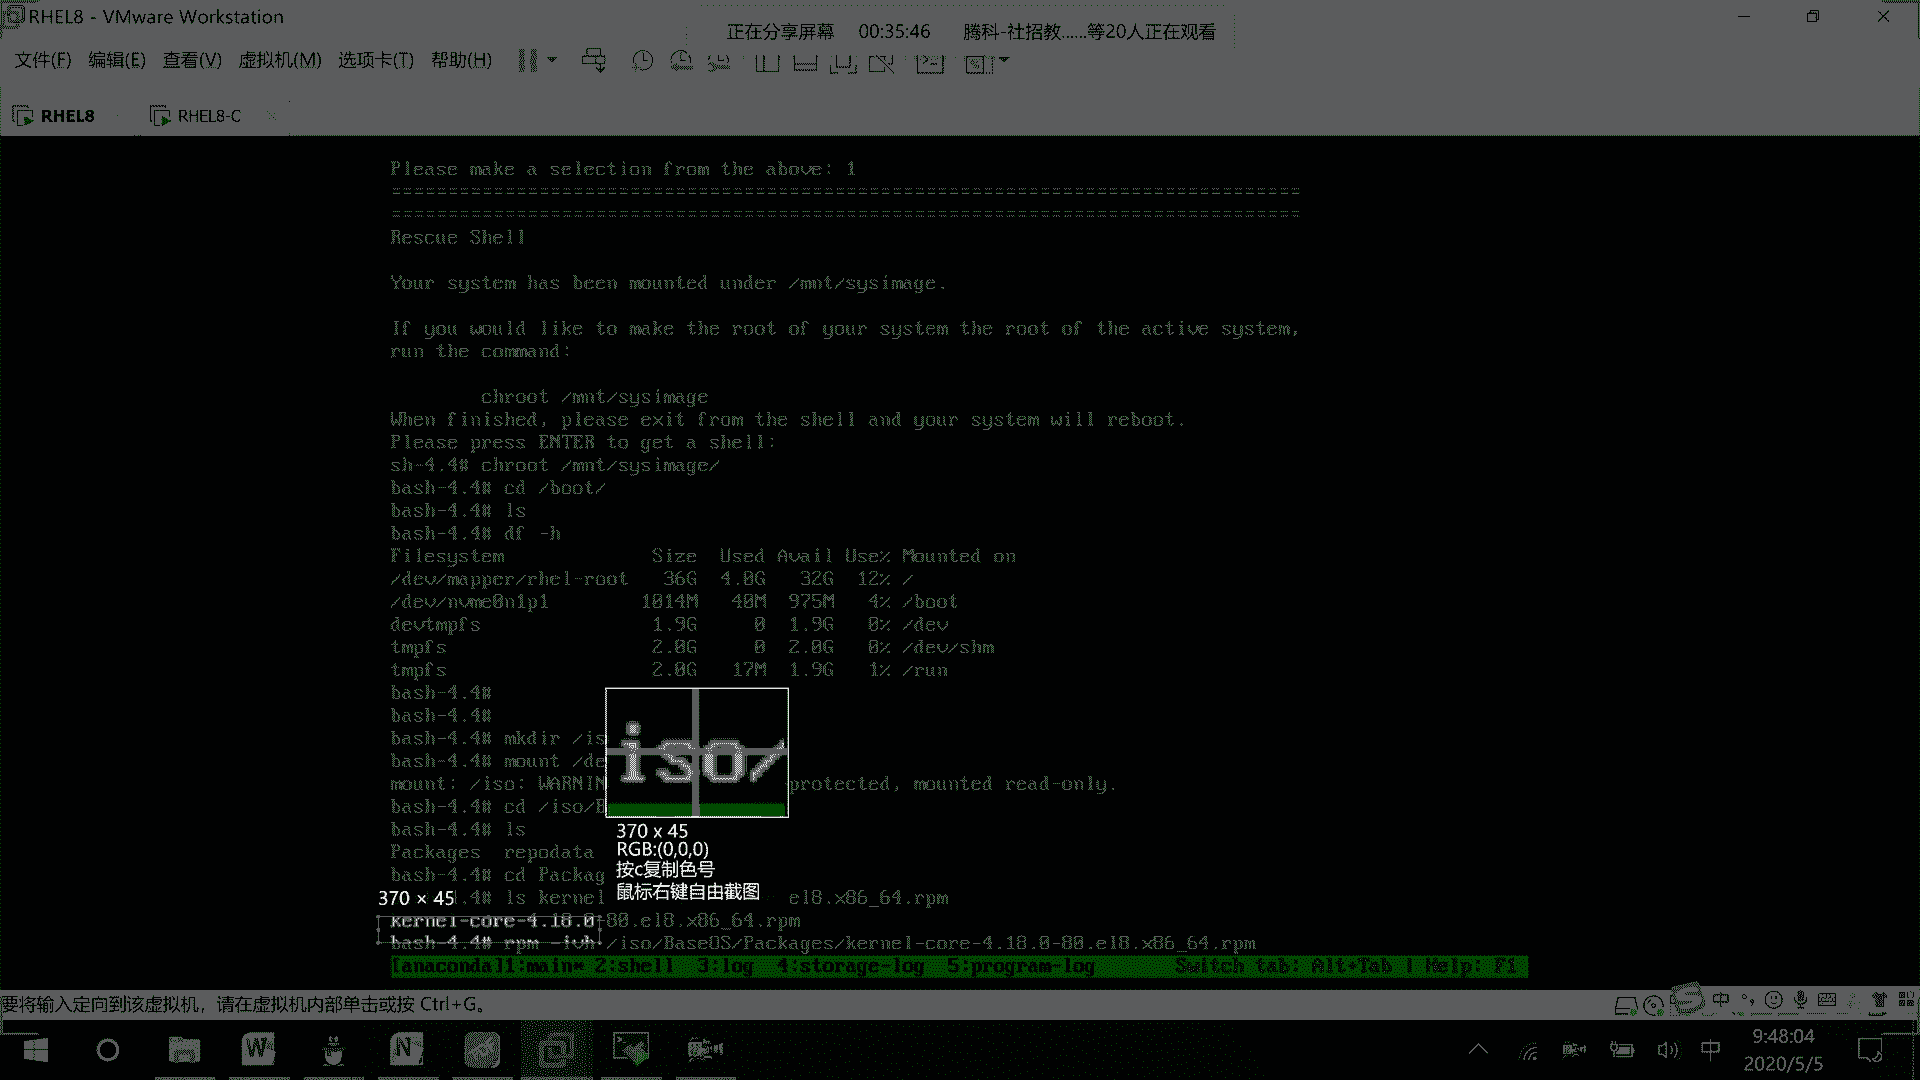 RHEL8 - VMware Workstation
正在分享屏幕 00:35:46 腾科-社招教......等20人正在观看
文件(F) 编辑(E) 查看(V) 虚拟机(M) 选项卡(T) 帮助(H)
RHEL8 RHEL8-C
Please make a selection from the above: 1
================================================================================
================================================================================
Rescue Shell
Your system has been mounted under /mnt/sysimage.
If you would like to make the root of your system the root of the active system,
run the command:
chroot /mnt/sysimage
When finished, please exit from the shell and your system will reboot.
Please press ENTER to get a shell:
sh-4.4# chroot /mnt/sysimage/
bash-4.4# cd /boot/
bash-4.4# ls
bash-4.4# df -h
Filesystem Size Used Avail Use% Mounted on
/dev/mapper/rhel-root 36G 4.0G 32G 12% /
/dev/nvme0n1p1 1014M 40M 975M 4% /boot
devtmpfs 1.9G 0 1.9G 0% /dev
tmpfs 2.0G 0 2.0G 0% /dev/shm
tmpfs 2.0G 17M 1.9G 1% /run
bash-4.4#
bash-4.4#
bash-4.4# mkdir /is
bash-4.4# mount /de
mount: /iso: WARNIN protected, mounted read-only.
bash-4.4# cd /iso/B
bash-4.4# ls
Packages repodata
bash-4.4# cd Packag
.4# ls kernel el8.x86_64.rpm
kernel-core-4.18.0-80.el8.x86_64.rpm
bash-4.4# rpm -ivh /iso/BaseOS/Packages/kernel-core-4.18.0-80.el8.x86_64.rpm
[anaconda]1:main* 2:shell 3:log 4:storage-log 5:program-log Switch tab: Alt+Tab | Help: F1
iso/
370 x 45
RGB:(0,0,0)
按c复制色号
鼠标右键自由截图
370 × 45
要将输入定向到该虚拟机，请在虚拟机内部单击或按 Ctrl+G。
中
中
9:48:04
2020/5/5